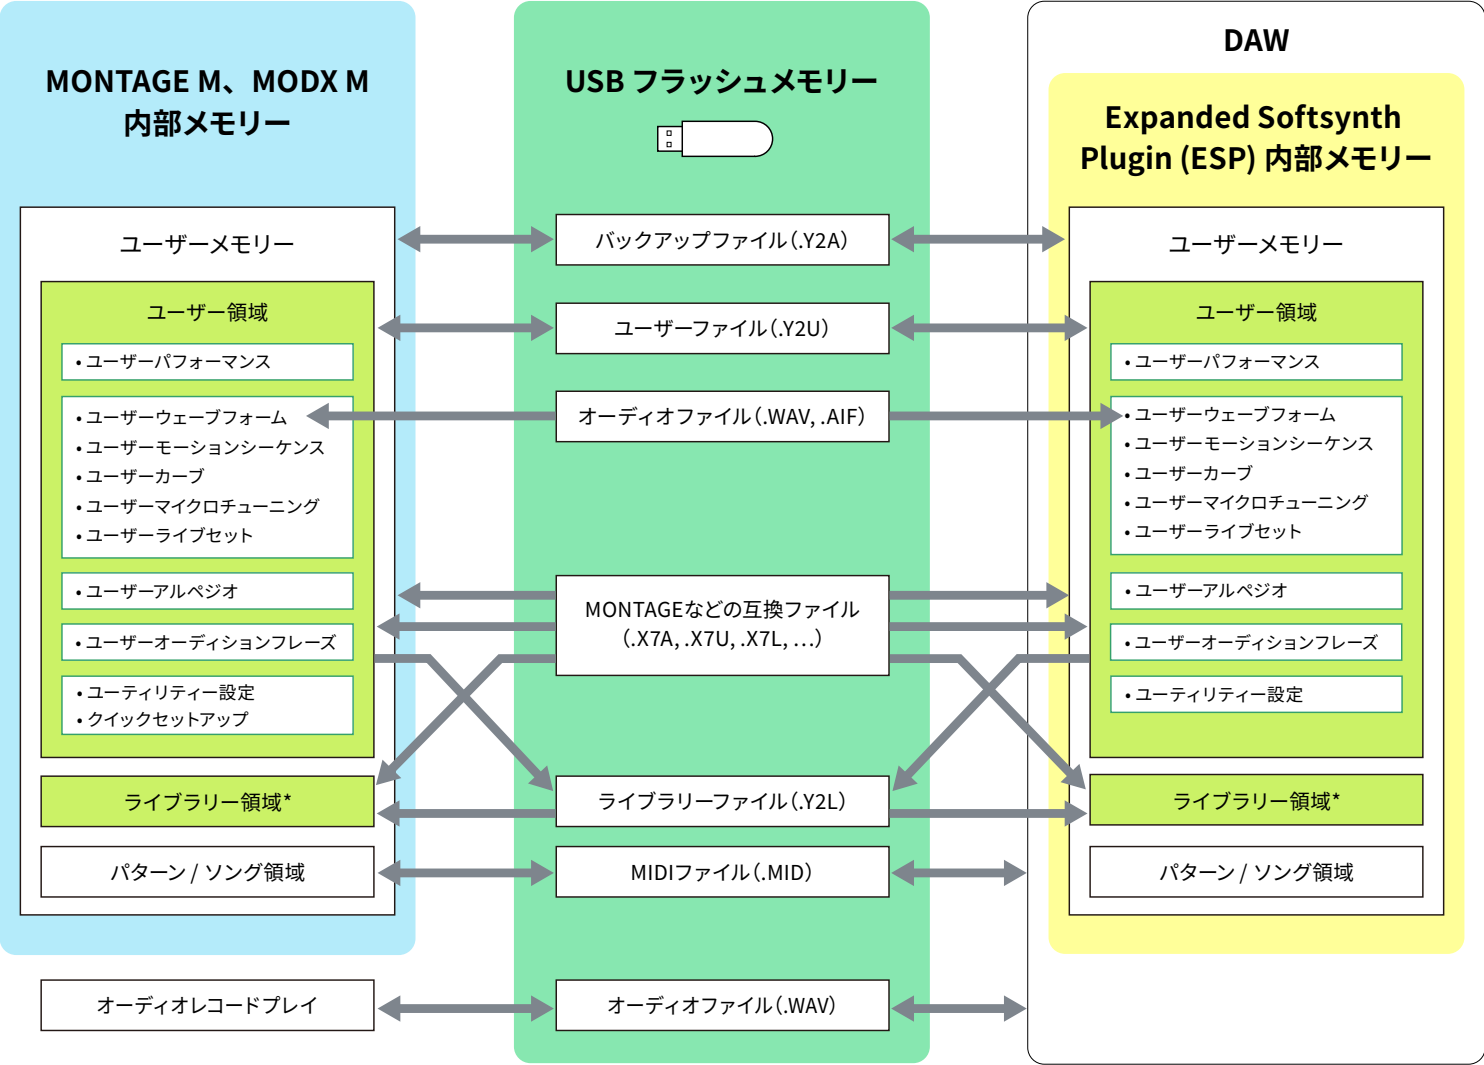 MONTAGE M、MODX M
内部メモリー
ユーザーメモリー
ユーザー領域
• ユーザーパフォーマンス
• ユーザーウェーブフォーム
• ユーザーモーションシーケンス
• ユーザーカーブ
• ユーザーマイクロチューニング
• ユーザーライブセット
• ユーザーアルペジオ
• ユーザーオーディションフレーズ
• ユーティリティー設定
• クイックセットアップ
ライブラリー領域*
パターン / ソング領域
オーディオレコードプレイ
USB フラッシュメモリー
バックアップファイル（.Y2A）
ユーザーファイル（.Y2U）
オーディオファイル（.WAV, .AIF）
MONTAGEなどの互換ファイル
（.X7A, .X7U, .X7L, …）
ライブラリーファイル（.Y2L）
MIDIファイル（.MID）
オーディオファイル（.WAV）
DAW
Expanded Softsynth
Plugin (ESP) 内部メモリー
ユーザーメモリー
ユーザー領域
• ユーザーパフォーマンス
• ユーザーウェーブフォーム
• ユーザーモーションシーケンス
• ユーザーカーブ
• ユーザーマイクロチューニング
• ユーザーライブセット
• ユーザーアルペジオ
• ユーザーオーディションフレーズ
• ユーティリティー設定
ライブラリー領域*
パターン / ソング領域